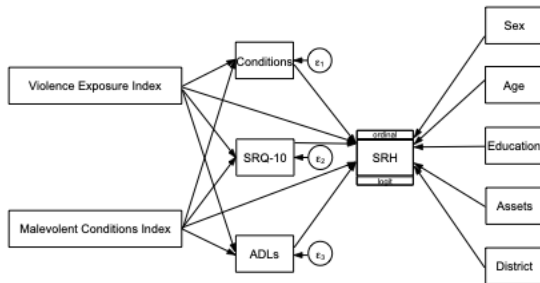 Violence Exposure Index
Malevolent Conditions Index
Conditions
ε1
SRQ-10
ε2
ADLs
ε3
ordinal
SRH
logit
Sex
Age
Education
Assets
District